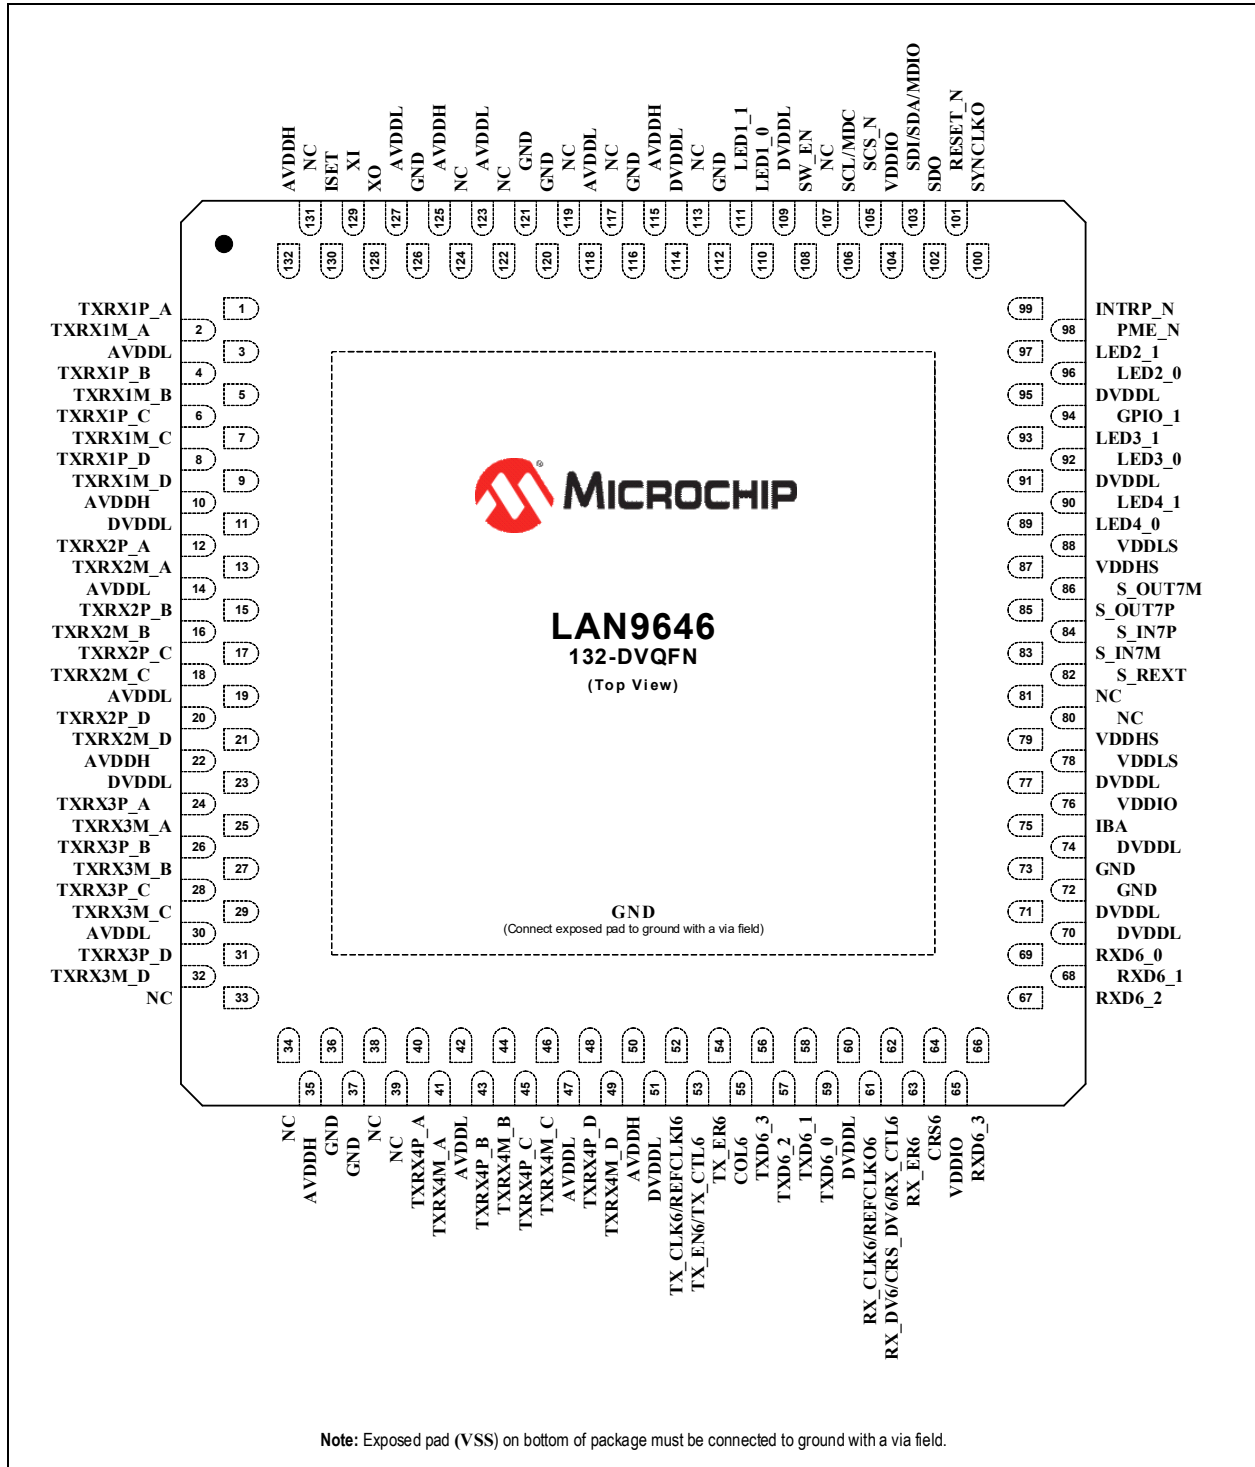 AVDDH
NC
ISET
XI
XO
AVDDL
GND
AVDDH
NC
AVDDL
NC
GND
GND
NC
AVDDL
NC
GND
AVDDH
DVDDL
NC
GND
LED1_1
LED1_0
DVDDL
SW_EN
NC
SCL/MDC
SCS_N
VDDIO
SDI/SDA/MDIO
SDO
RESET_N
SYNCLKO
131 129 127 125 123 121 119 117 115 113 111 109 107 105 103 101
132 130 128 126 124 122 120 118 116 114 112 110 108 106 104 102 100
TXRX1P_A 1
TXRX1M_A 2
AVDDL 3
TXRX1P_B 4
TXRX1M_B 5
TXRX1P_C 6
TXRX1M_C 7
TXRX1P_D 8
TXRX1M_D 9
AVDDH 10
DVDDL 11
TXRX2P_A 12
TXRX2M_A 13
AVDDL 14
TXRX2P_B 15
TXRX2M_B 16
TXRX2P_C 17
TXRX2M_C 18
AVDDL 19
TXRX2P_D 20
TXRX2M_D 21
AVDDH 22
DVDDL 23
TXRX3P_A 24
TXRX3M_A 25
TXRX3P_B 26
TXRX3M_B 27
TXRX3P_C 28
TXRX3M_C 29
AVDDL 30
TXRX3P_D 31
TXRX3M_D 32
NC 33
® MICROCHIP
LAN9646
132-DVQFN
(Top View)
GND
(Connect exposed pad to ground with a via field)
99 INTRP_N
98 PME_N
97 LED2_1
96 LED2_0
95 DVDDL
94 GPIO_1
93 LED3_1
92 LED3_0
91 DVDDL
90 LED4_1
89 LED4_0
88 VDDLS
87 VDDHS
86 S_OUT7M
85 S_OUT7P
84 S_IN7P
83 S_IN7M
82 S_REXT
81 NC
80 NC
79 VDDHS
78 VDDLS
77 DVDDL
76 VDDIO
75 IBA
74 DVDDL
73 GND
72 GND
71 DVDDL
70 DVDDL
69 RXD6_0
68 RXD6_1
67 RXD6_2
34 36 38 40 42 44 46 48 50 52 54 56 58 60 62 64 66
35 37 39 41 43 45 47 49 51 53 55 57 59 61 63 65
NC
AVDDH
GND
GND
NC
NC
TXRX4P_A
TXRX4M_A
AVDDL
TXRX4P_B
TXRX4M_B
TXRX4P_C
TXRX4M_C
AVDDL
TXRX4P_D
TXRX4M_D
AVDDH
DVDDL
TX_CLK6/REFCLKI6
TX_EN6/TX_CTL6
TX_ER6
COL6
TXD6_3
TXD6_2
TXD6_1
TXD6_0
DVDDL
RX_CLK6/REFCLKO6
RX_DV6/CRS_DV6/RX_CTL6
RX_ER6
CRS6
VDDIO
RXD6_3
Note: Exposed pad (VSS) on bottom of package must be connected to ground with a via field.